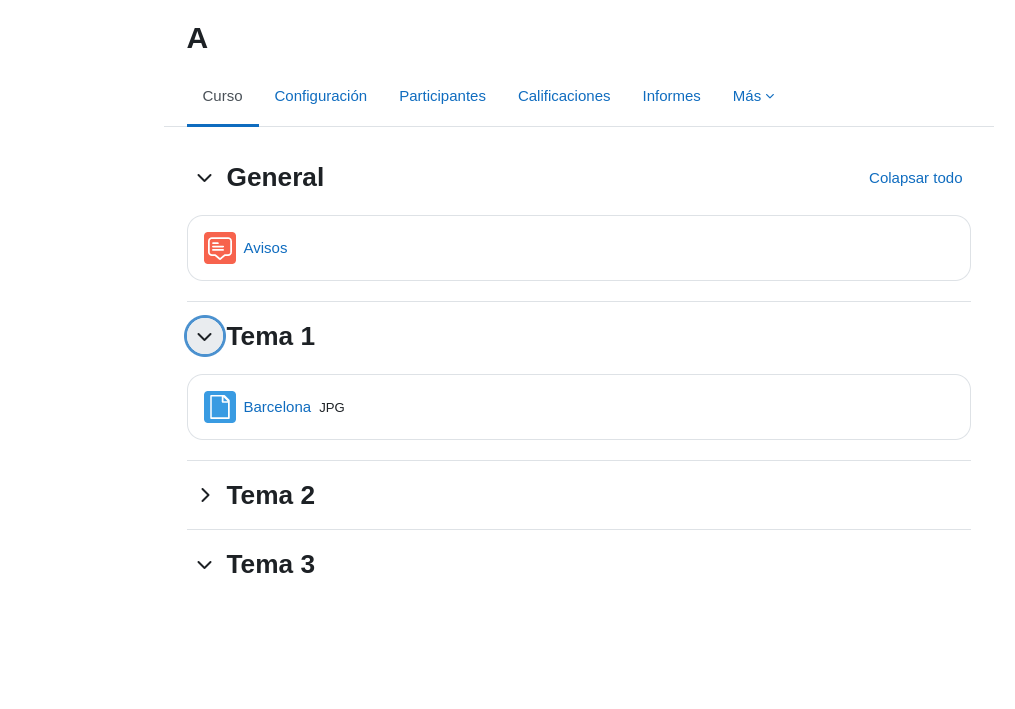 A
Curso Configuración Participantes Calificaciones Informes Más
General Colapsar todo
Avisos
Tema 1
Barcelona JPG
Tema 2
Tema 3